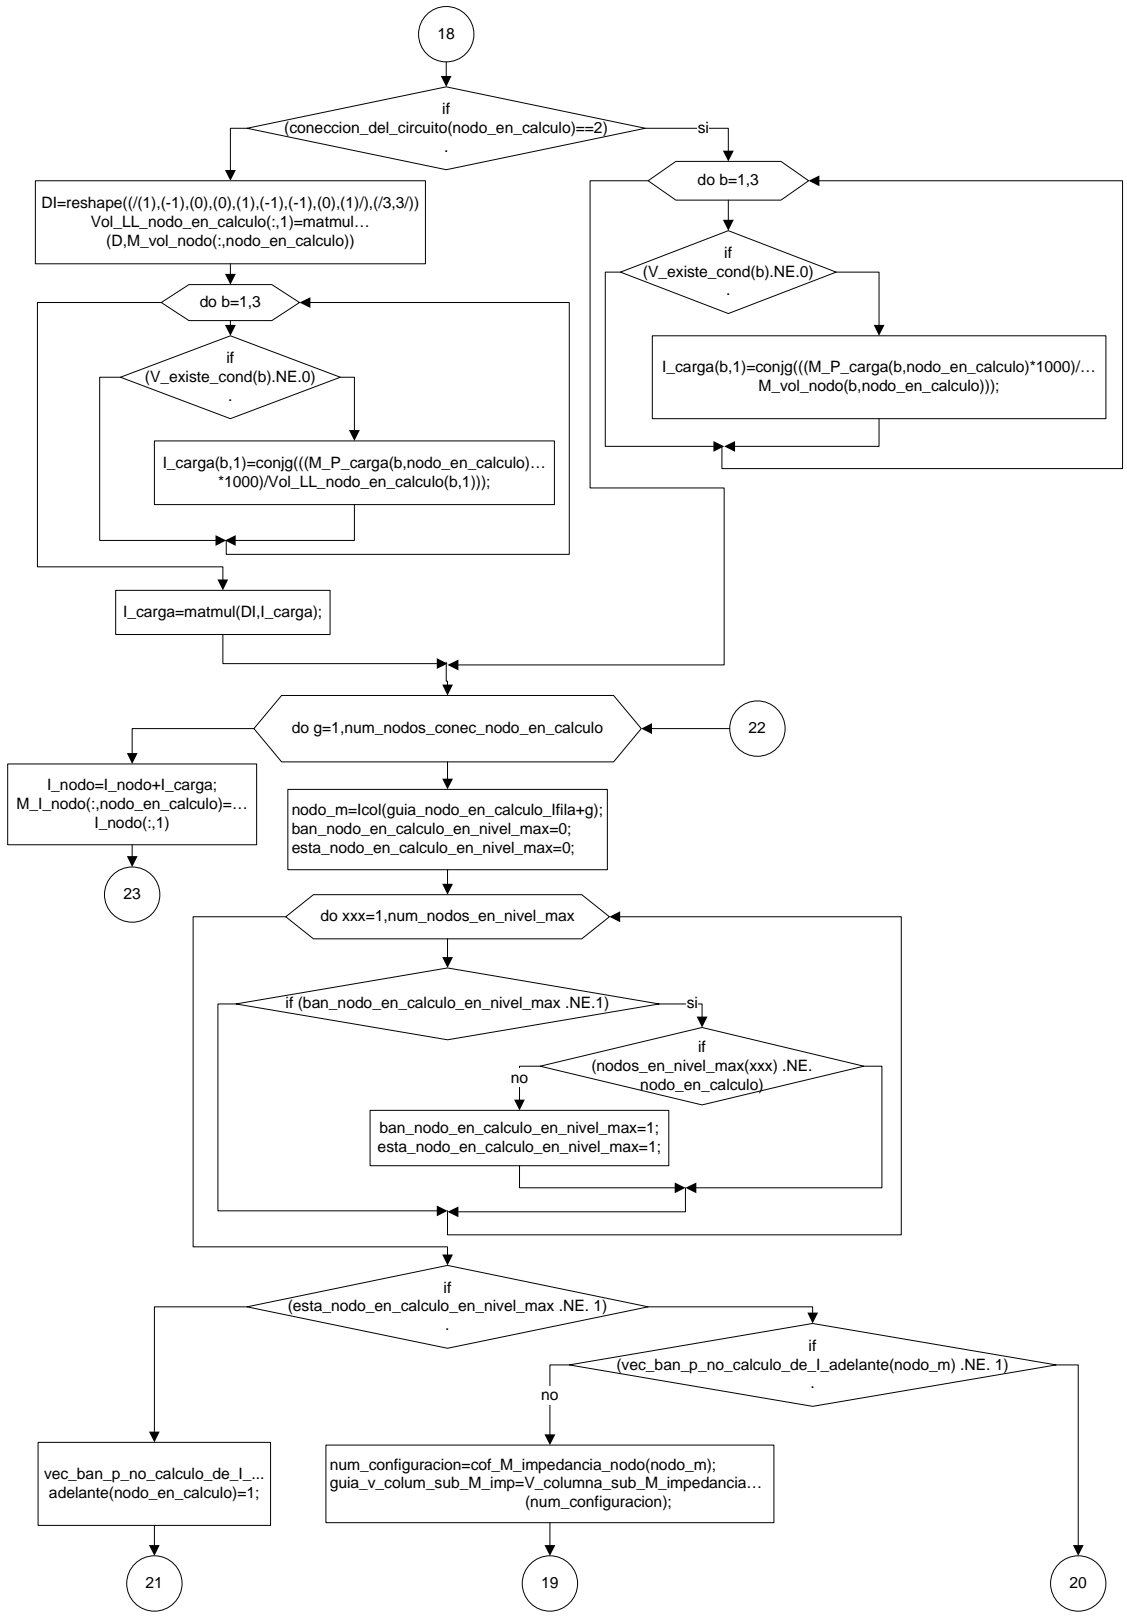 18
if
(coneccion_del_circuito(nodo_en_calculo)==2)
.
si
DI=reshape((/(1),(-1),(0),(0),(1),(-1),(-1),(0),(1)/),(/3,3/))
Vol_LL_nodo_en_calculo(:,1)=matmul…
(D,M_vol_nodo(:,nodo_en_calculo))
do b=1,3
if
(V_existe_cond(b).NE.0)
.
I_carga(b,1)=conjg(((M_P_carga(b,nodo_en_calculo)…
*1000)/Vol_LL_nodo_en_calculo(b,1)));
I_carga=matmul(DI,I_carga);
do b=1,3
if
(V_existe_cond(b).NE.0)
.
I_carga(b,1)=conjg(((M_P_carga(b,nodo_en_calculo)*1000)/…
M_vol_nodo(b,nodo_en_calculo)));
do g=1,num_nodos_conec_nodo_en_calculo
22
I_nodo=I_nodo+I_carga;
M_I_nodo(:,nodo_en_calculo)=…
I_nodo(:,1)
23
nodo_m=Icol(guia_nodo_en_calculo_Ifila+g);
ban_nodo_en_calculo_en_nivel_max=0;
esta_nodo_en_calculo_en_nivel_max=0;
do xxx=1,num_nodos_en_nivel_max
if (ban_nodo_en_calculo_en_nivel_max .NE.1)
si
if
(nodos_en_nivel_max(xxx) .NE.
nodo_en_calculo)
no
ban_nodo_en_calculo_en_nivel_max=1;
esta_nodo_en_calculo_en_nivel_max=1;
if
(esta_nodo_en_calculo_en_nivel_max .NE. 1)
.
if
(vec_ban_p_no_calculo_de_I_adelante(nodo_m) .NE. 1)
.
no
vec_ban_p_no_calculo_de_I_...
adelante(nodo_en_calculo)=1;
num_configuracion=cof_M_impedancia_nodo(nodo_m);
guia_v_colum_sub_M_imp=V_columna_sub_M_impedancia…
(num_configuracion);
21
19
20